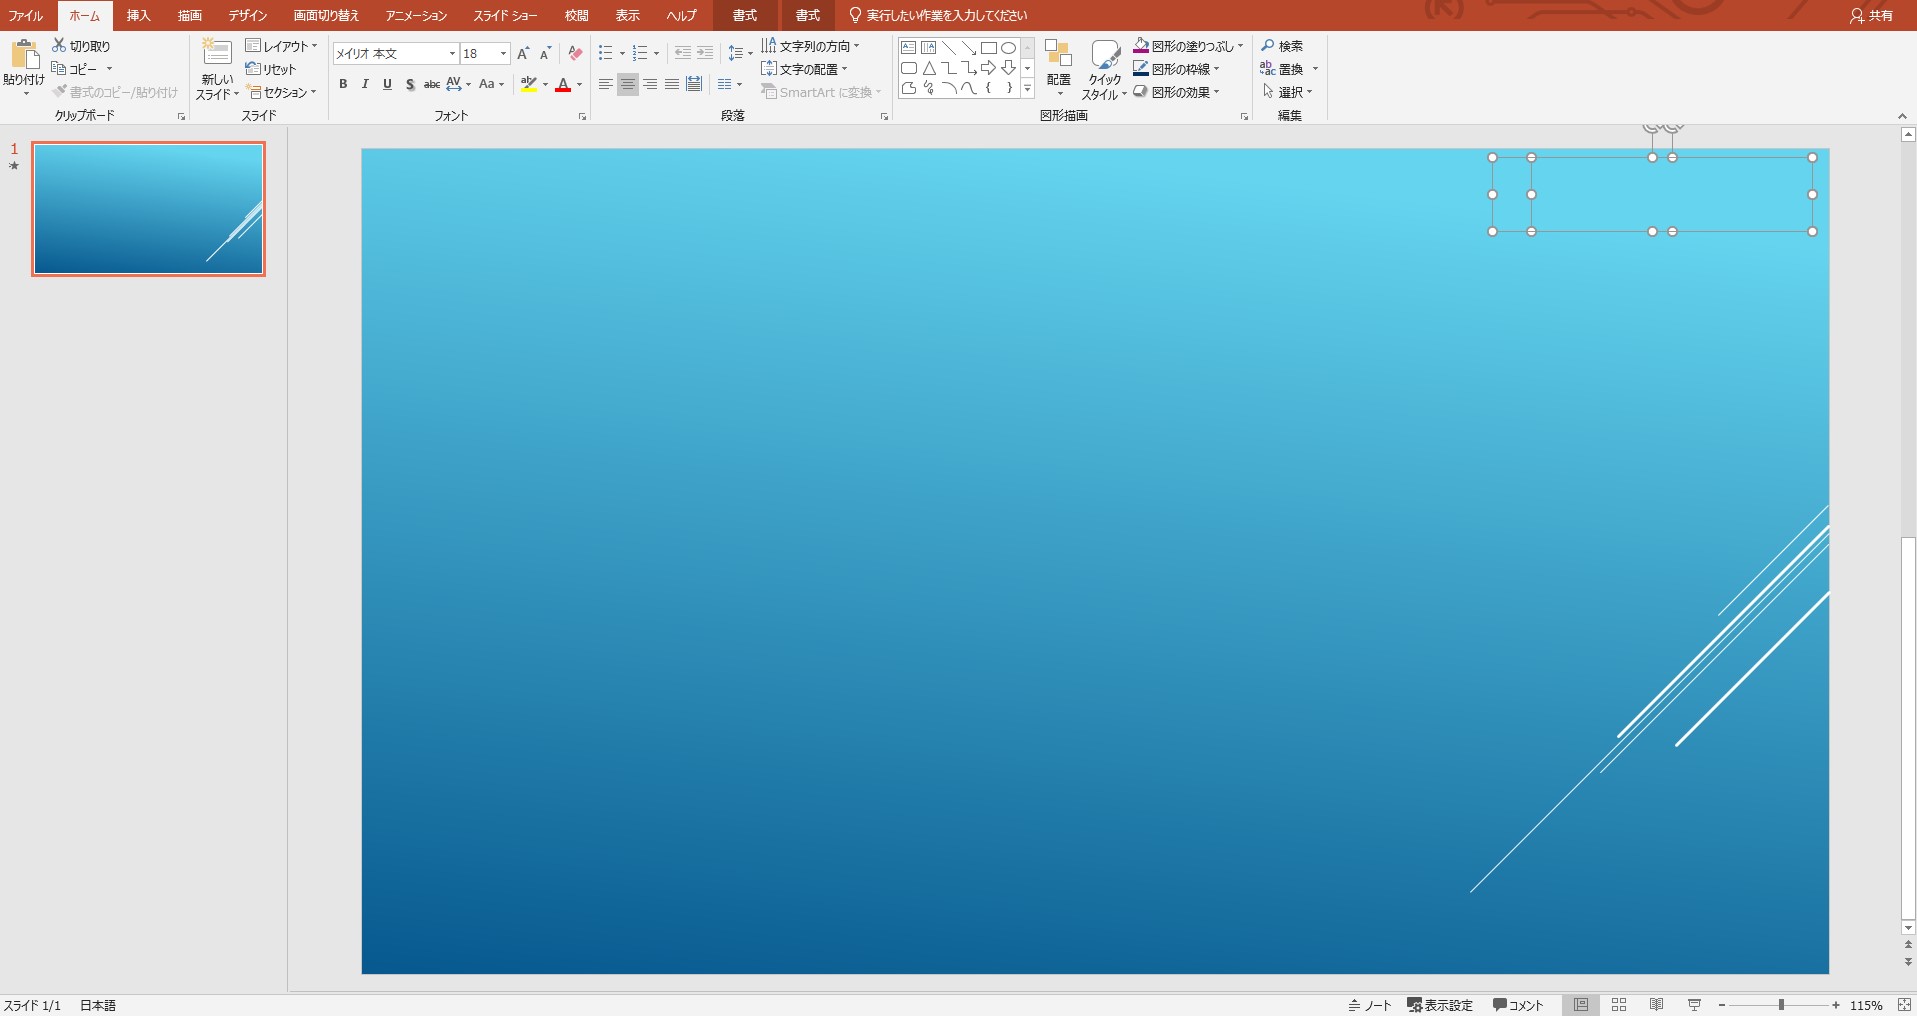 ファイル ホーム 挿入 描画 デザイン 画面切り替え アニメーション スライド ショー 校閲 表示 ヘルプ 書式 書式 実行したい作業を入力してください 共有
貼り付け
切り取り
コピー
書式のコピー/貼り付け
クリップボード
新しい
スライド
レイアウト
リセット
セクション
スライド
メイリオ 本文 18
B I U S abc AV Aa
フォント
文字列の方向
文字の配置
SmartArt に変換
段落
配置
クイック
スタイル
図形の塗りつぶし
図形の枠線
図形の効果
図形描画
検索
置換
選択
編集
1
スライド 1/1 日本語 ノート 表示設定 コメント 115%